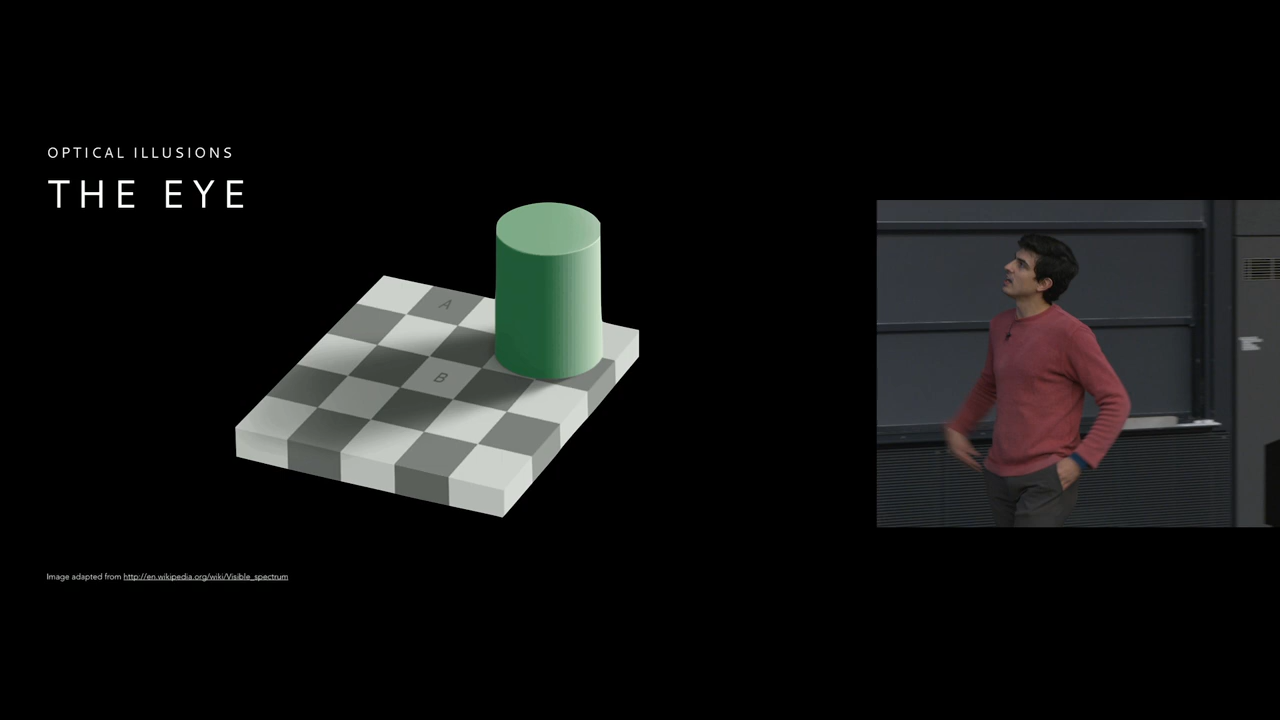 OPTICAL ILLUSIONS
THE EYE
A
B
Image adapted from http://en.wikipedia.org/wiki/Visible_spectrum